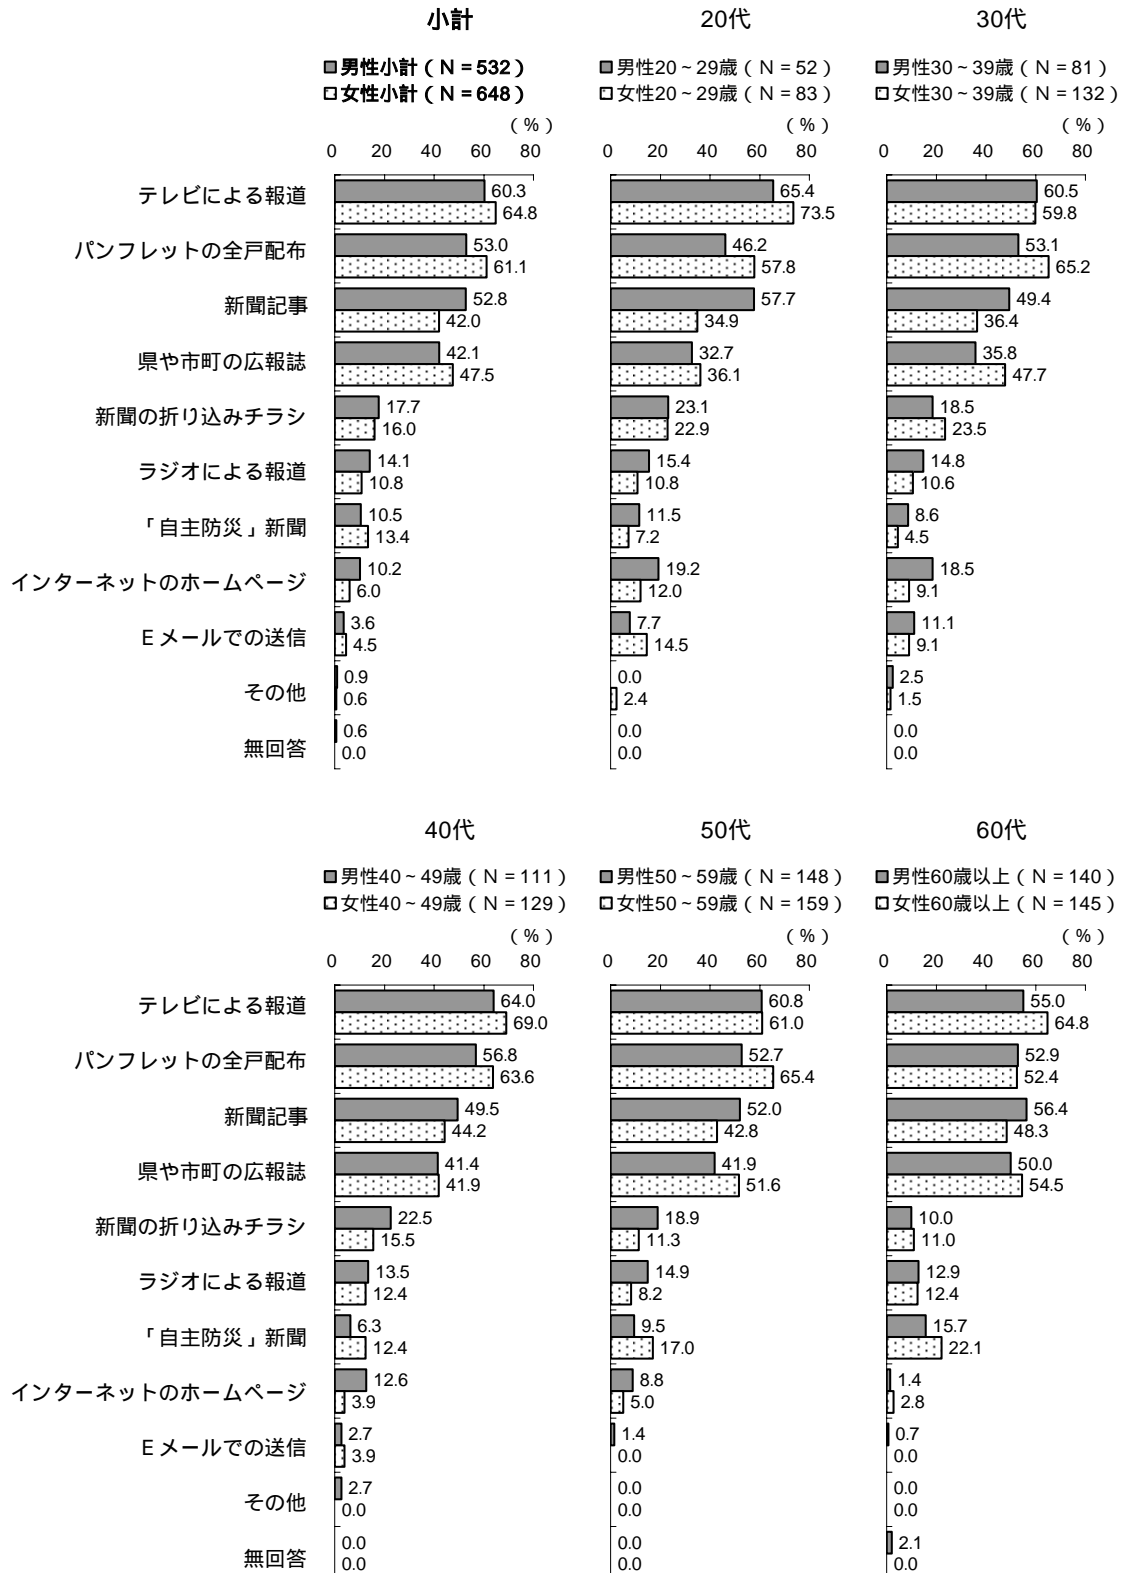 小計 20代 30代
男性小計(N=532) 男性20~29歳(N=52) 男性30~39歳(N=81)
女性小計(N=648) 女性20~29歳(N=83) 女性30~39歳(N=132)
(%) (%) (%)
0 20 40 60 80 0 20 40 60 80 0 20 40 60 80
テレビによる報道 60.3 65.4 60.5
64.8 73.5 59.8
パンフレットの全戸配布 53.0 46.2 53.1
61.1 57.8 65.2
新聞記事 52.8 57.7 49.4
42.0 34.9 36.4
県や市町の広報誌 42.1 32.7 35.8
47.5 36.1 47.7
新聞の折り込みチラシ 17.7 23.1 18.5
16.0 22.9 23.5
ラジオによる報道 14.1 15.4 14.8
10.8 10.8 10.6
「自主防災」新聞 10.5 11.5 8.6
13.4 7.2 4.5
インターネットのホームページ 10.2 19.2 18.5
6.0 12.0 9.1
Eメールでの送信 3.6 7.7 11.1
4.5 14.5 9.1
その他 0.9 0.0 2.5
0.6 2.4 1.5
無回答 0.6 0.0 0.0
0.0 0.0 0.0
40代 50代 60代
男性40~49歳(N=111) 男性50~59歳(N=148) 男性60歳以上(N=140)
女性40~49歳(N=129) 女性50~59歳(N=159) 女性60歳以上(N=145)
(%) (%) (%)
0 20 40 60 80 0 20 40 60 80 0 20 40 60 80
テレビによる報道 64.0 60.8 55.0
69.0 61.0 64.8
パンフレットの全戸配布 56.8 52.7 52.9
63.6 65.4 52.4
新聞記事 49.5 52.0 56.4
44.2 42.8 48.3
県や市町の広報誌 41.4 41.9 50.0
41.9 51.6 54.5
新聞の折り込みチラシ 22.5 18.9 10.0
15.5 11.3 11.0
ラジオによる報道 13.5 14.9 12.9
12.4 8.2 12.4
「自主防災」新聞 6.3 9.5 15.7
12.4 17.0 22.1
インターネットのホームページ 12.6 8.8 1.4
3.9 5.0 2.8
Eメールでの送信 2.7 1.4 0.7
3.9 0.0 0.0
その他 2.7 0.0 0.0
0.0 0.0 0.0
無回答 0.0 0.0 2.1
0.0 0.0 0.0